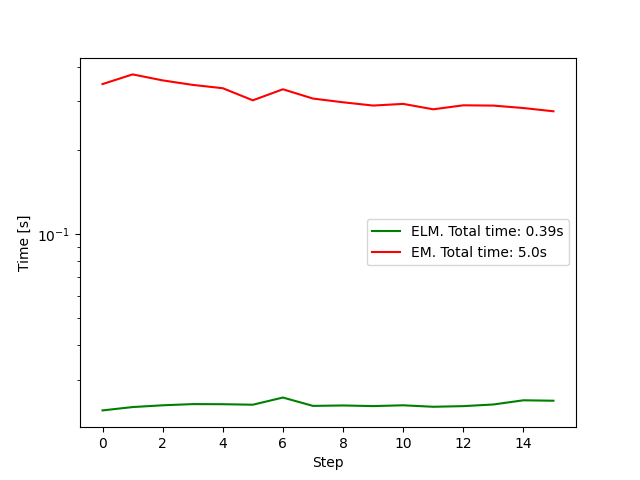 Time [s]
10⁻¹
ELM. Total time: 0.39s
EM. Total time: 5.0s
0 2 4 6 8 10 12 14
Step